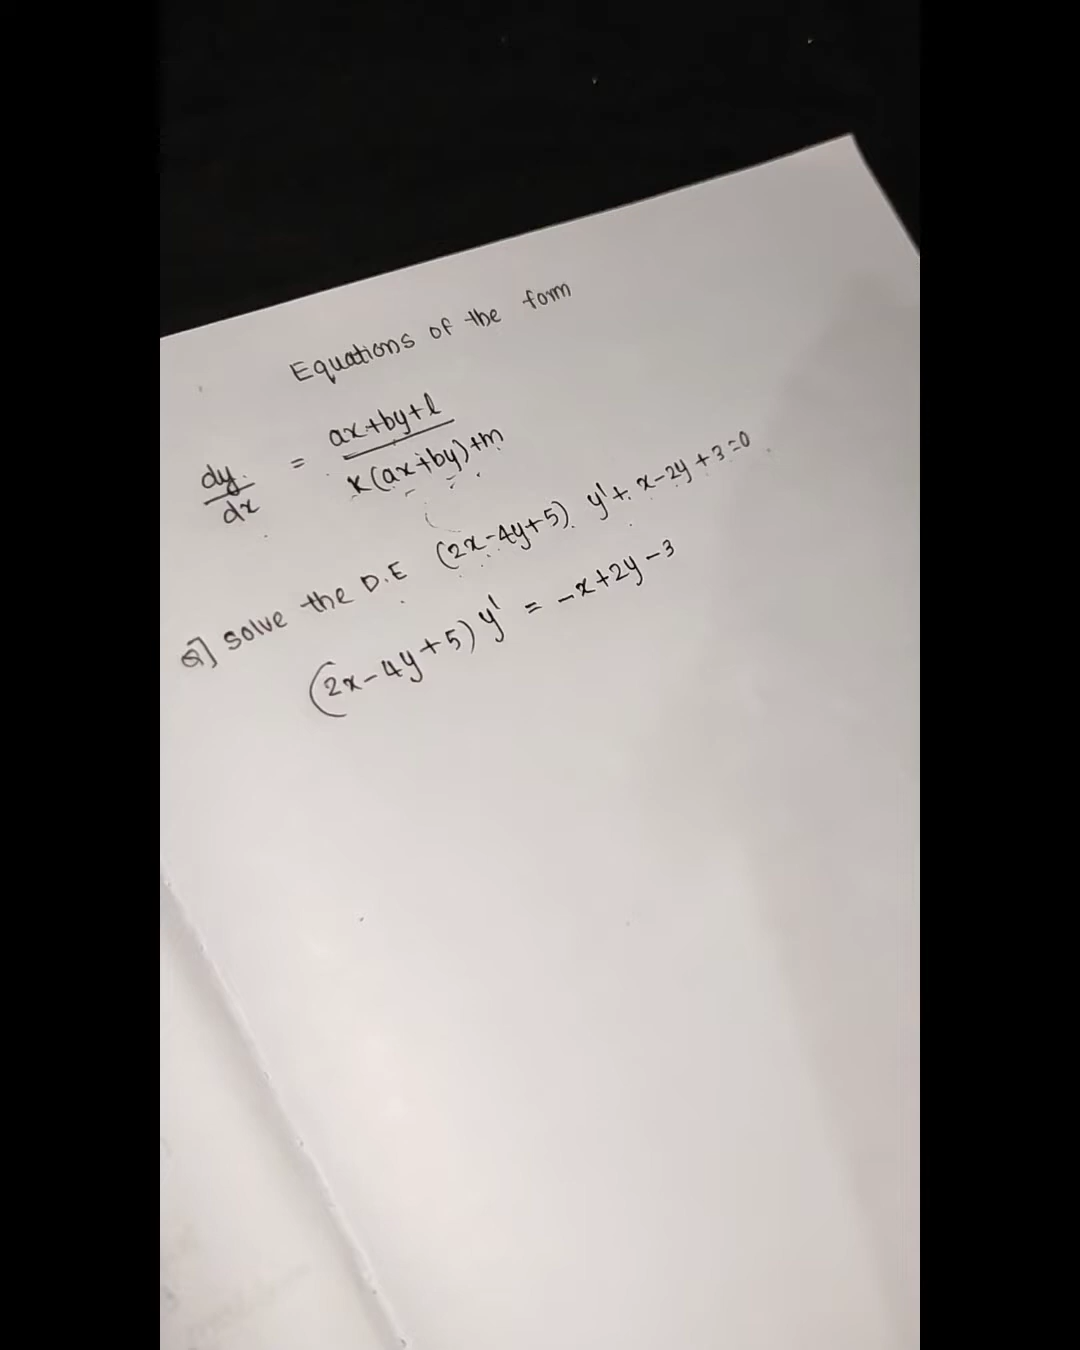 Equations of the form
dy/dx = ax+by+l / K(ax+by)+m
Q] Solve the D.E (2x-4y+5) y'+ x-2y+3=0
(2x-4y+5) y' = -x+2y-3